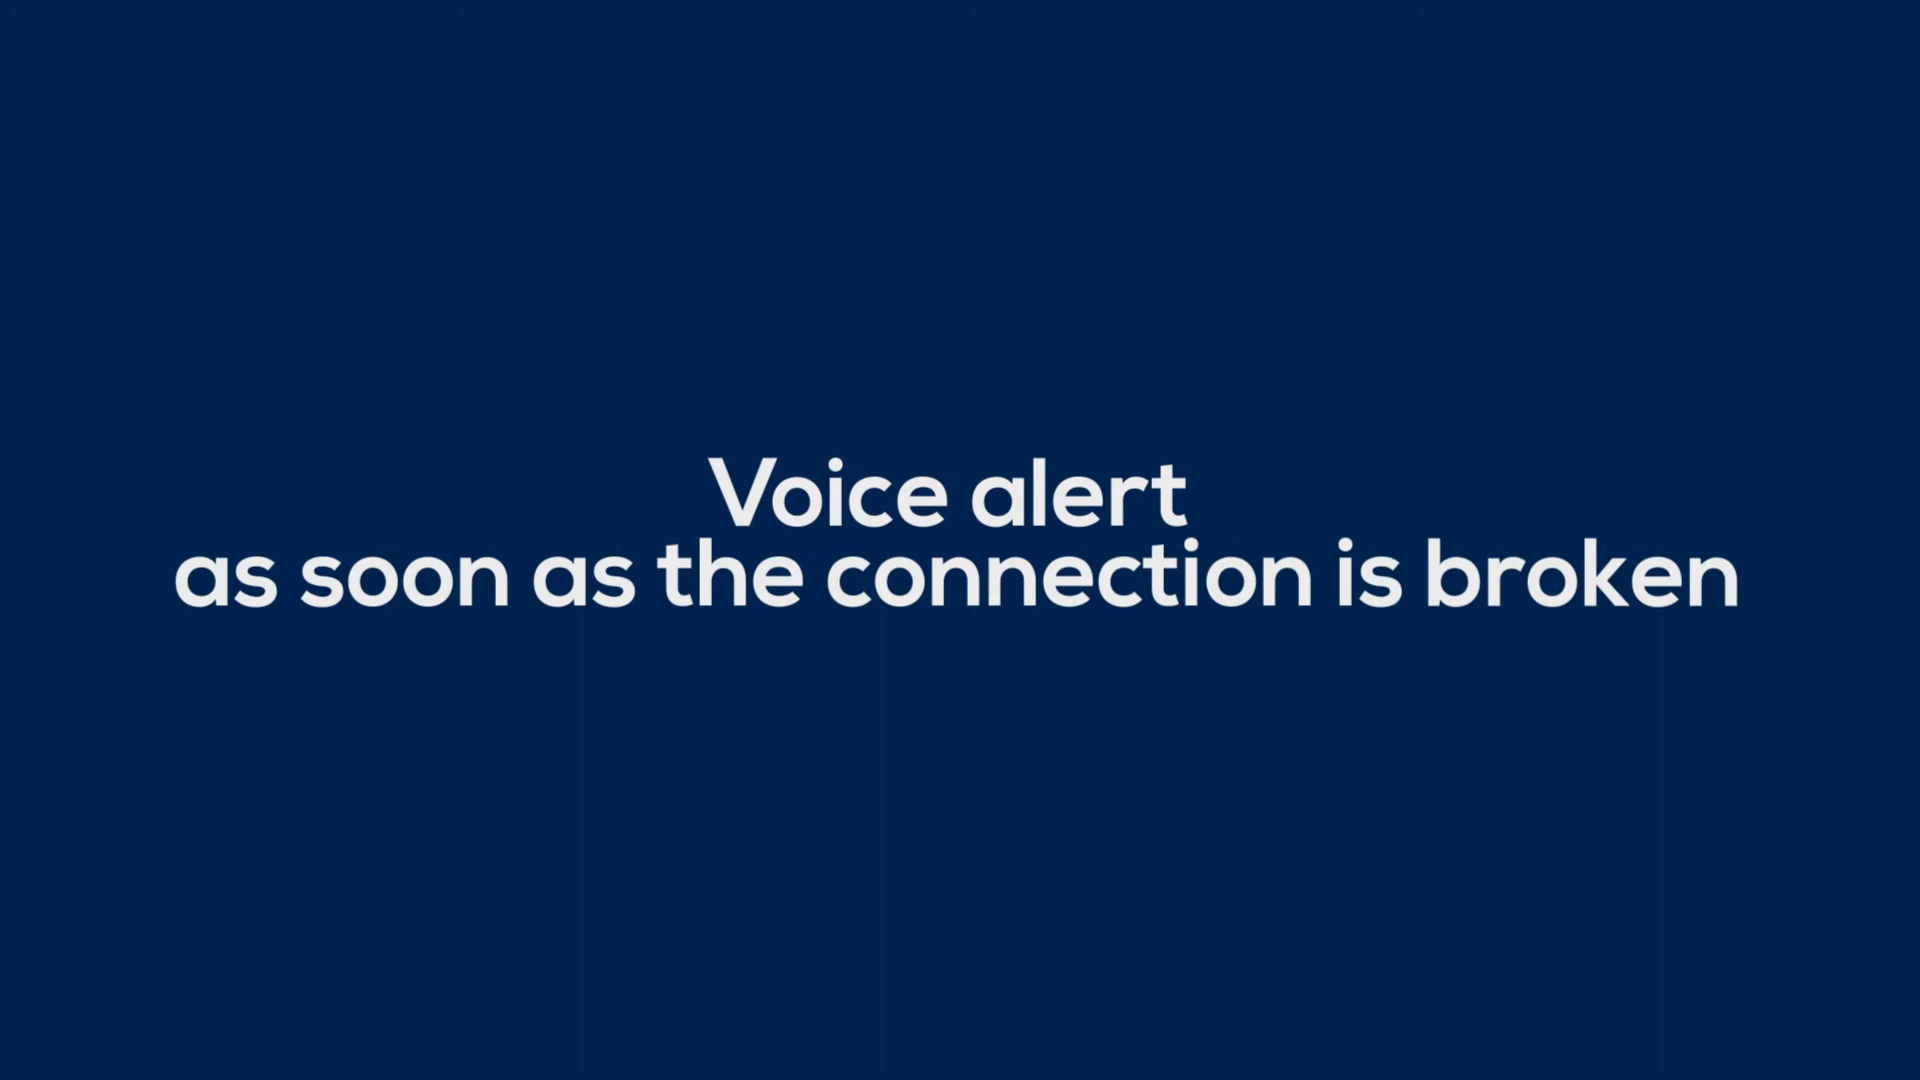 Voice alert
as soon as the connection is broken